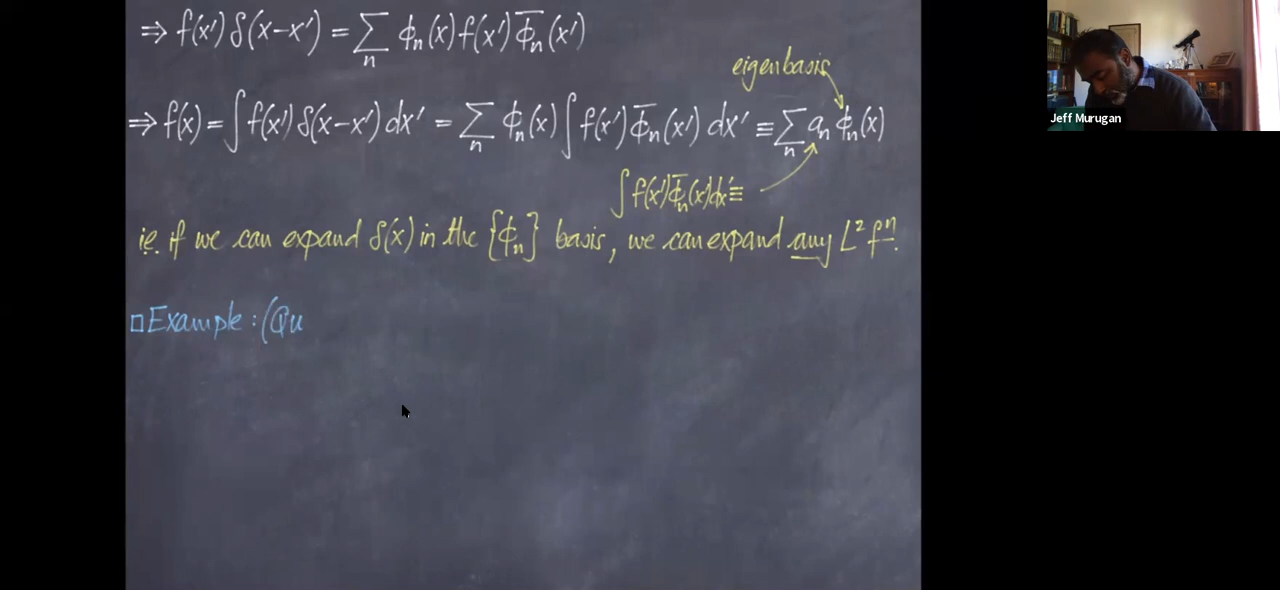 ⇒ f(x′) δ(x−x′) = ∑ₙ ϕₙ(x) f(x′) ϕ̅ₙ(x′)
eigenbasis
⇒ f(x) = ∫ f(x′) δ(x−x′) dx′ = ∑ₙ ϕₙ(x) ∫ f(x′) ϕ̅ₙ(x′) dx′ ≡ ∑ₙ aₙ ϕₙ(x)
∫ f(x′) ϕ̅ₙ(x′) dx′ ≡
i.e. if we can expand δ(x) in the {ϕₙ} basis, we can expand any L² fⁿ.
□ Example : (Qu
Jeff Murugan